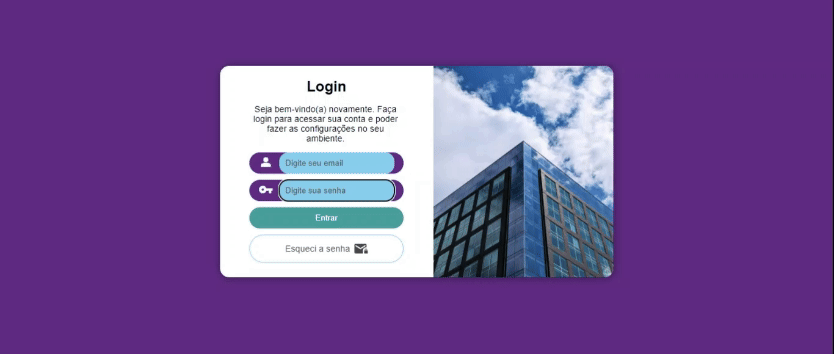 Login
Seja bem-vindo(a) novamente. Faça
login para acessar sua conta e poder
fazer as configurações no seu
ambiente.
Digite seu email
Digite sua senha
Entrar
Esqueci a senha